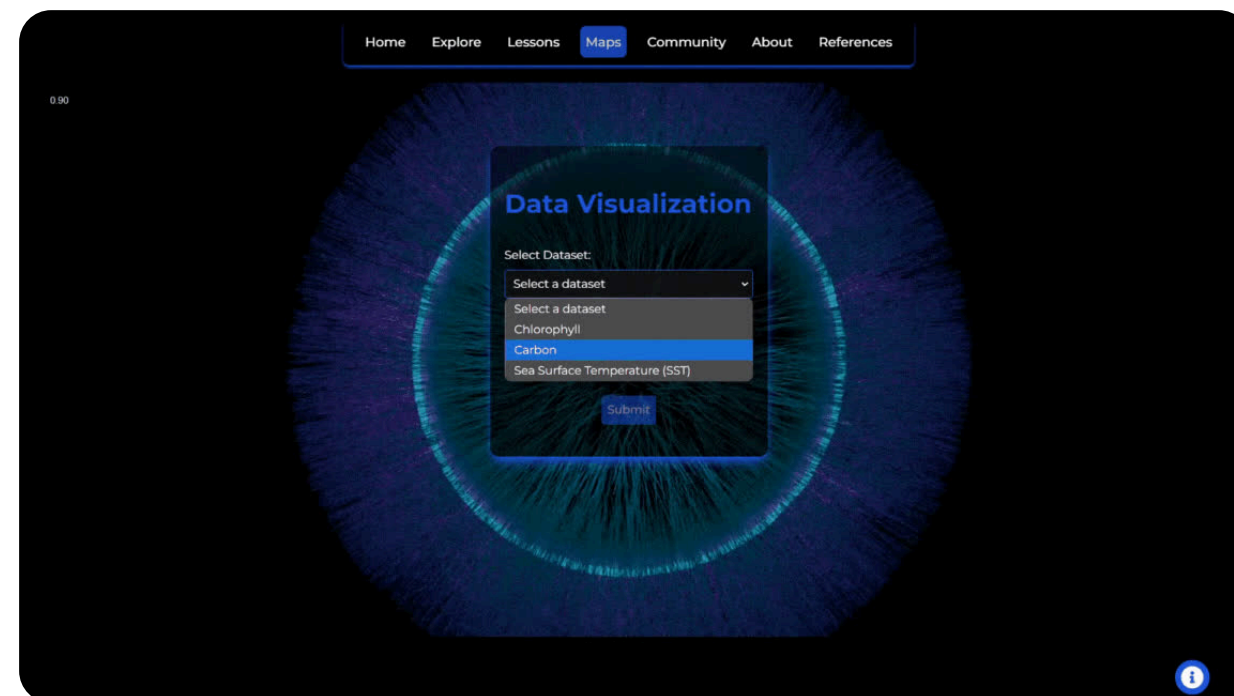 Home Explore Lessons Maps Community About References
0.90
Data Visualization
Select Dataset:
Select a dataset
Select a dataset
Chlorophyll
Carbon
Sea Surface Temperature (SST)
Submit
i